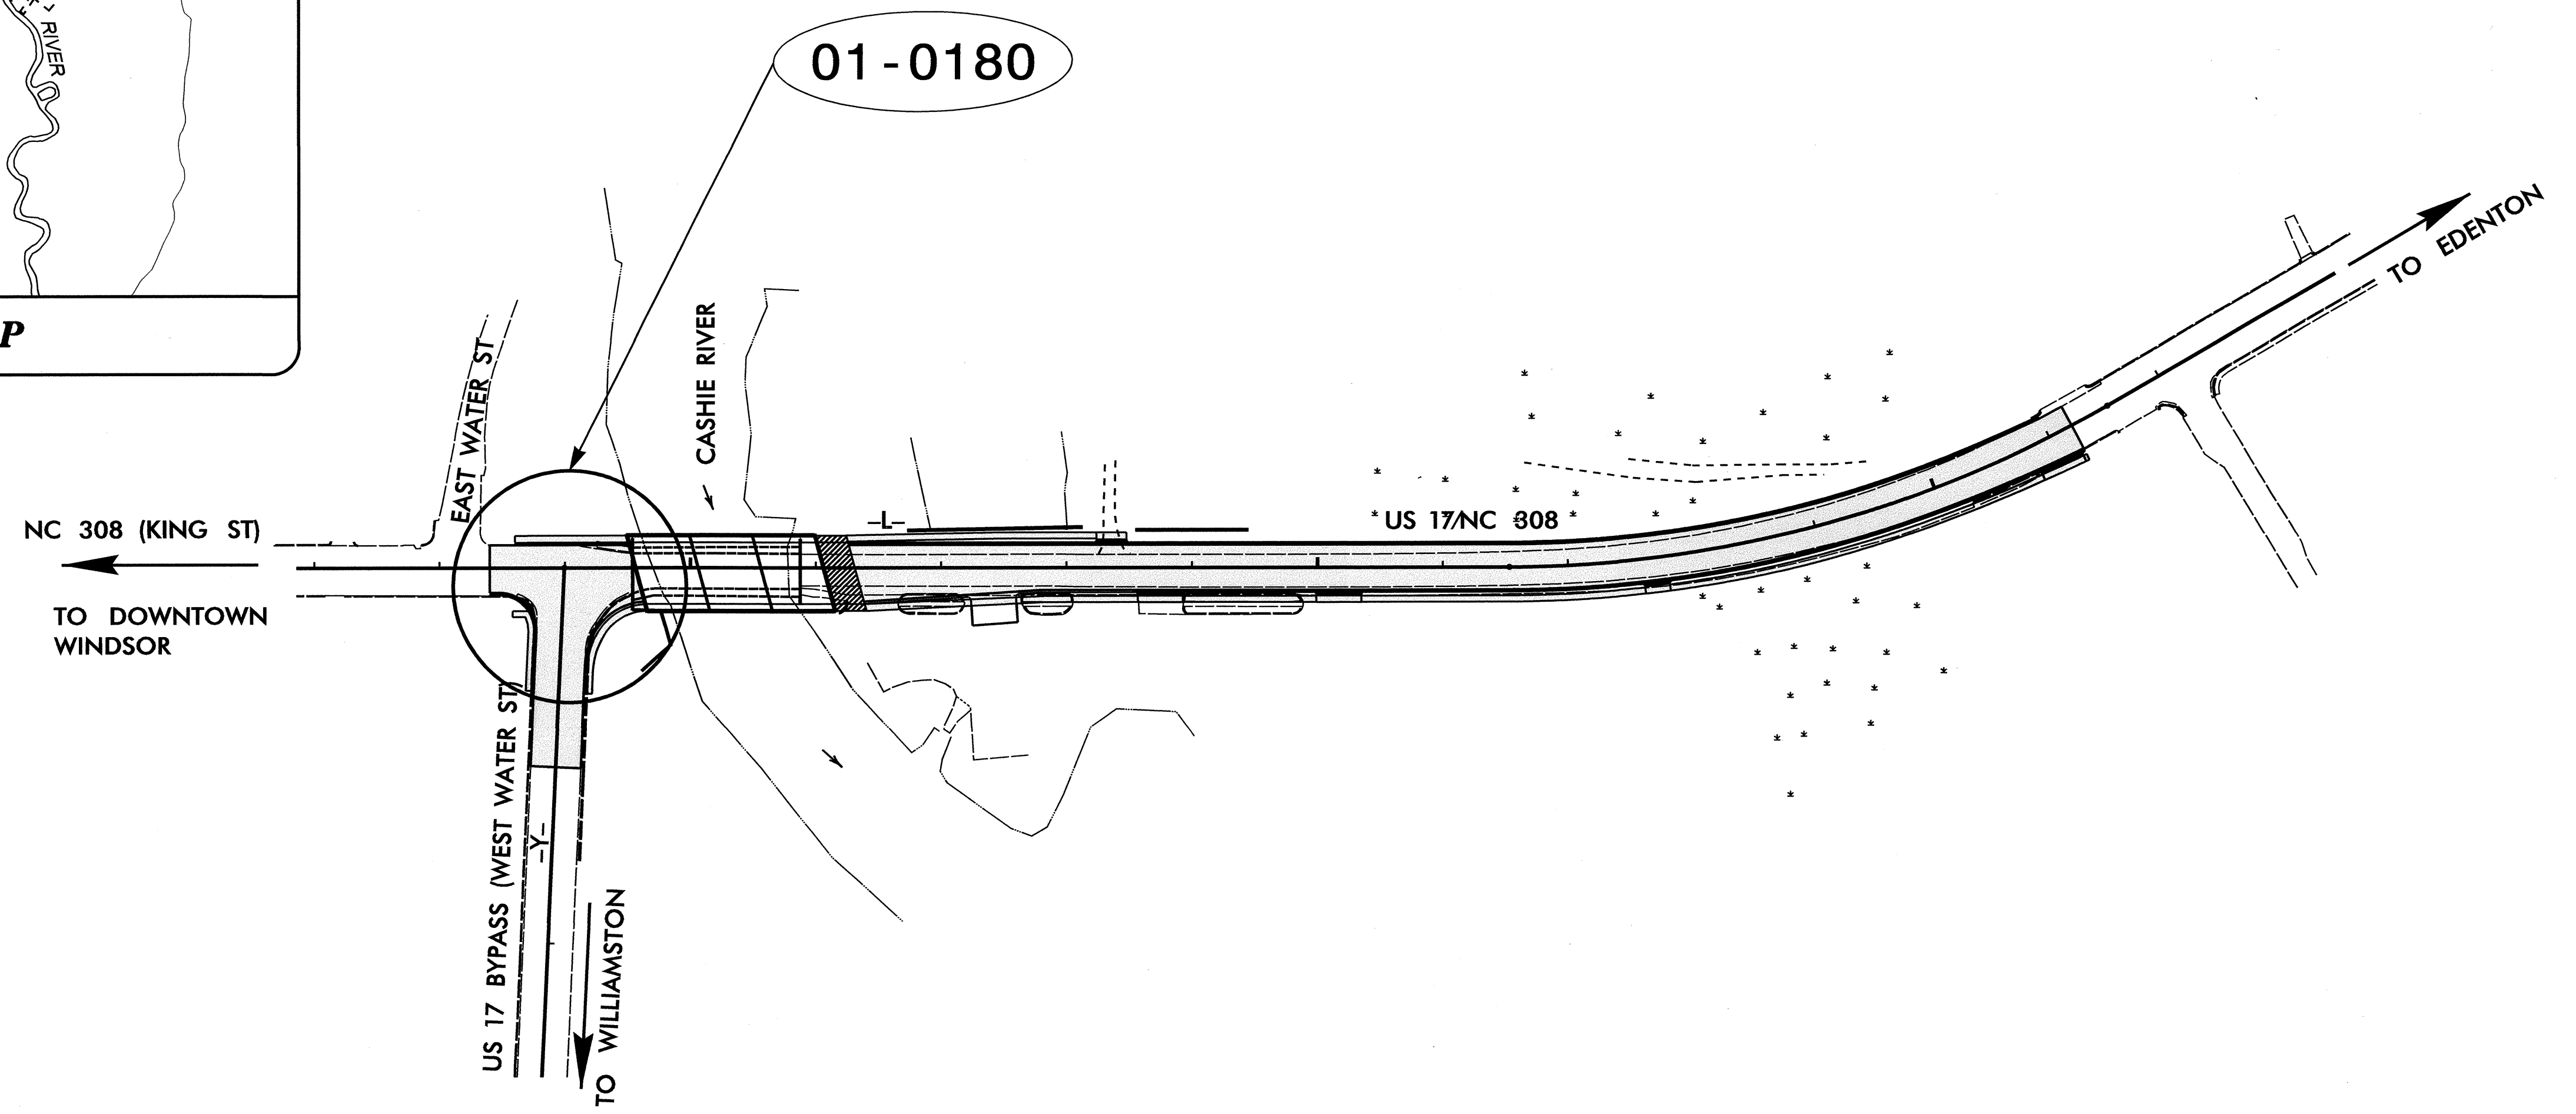 RIVER
P
01-0180
EAST WATER ST
CASHIE RIVER
TO EDENTON
NC 308 (KING ST)
-L-
US 17/NC 308
TO DOWNTOWN
WINDSOR
US 17 BYPASS (WEST WATER ST)
-Y-
TO WILLIAMSTON